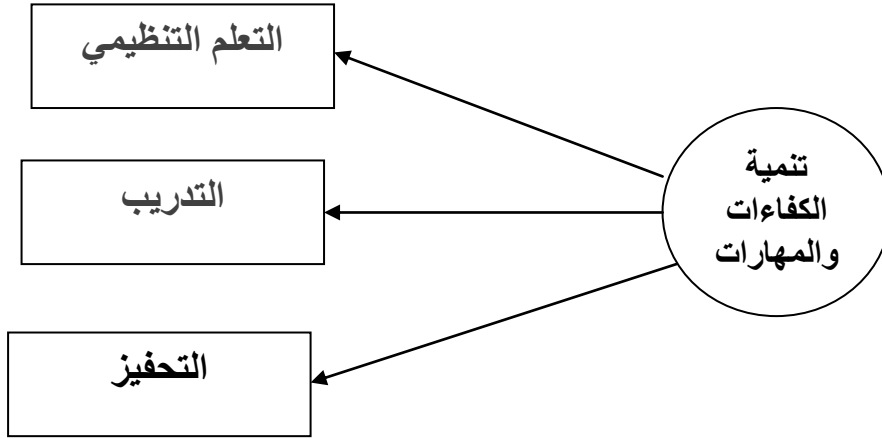 التعلم التنظيمي
التدريب
التحفيز
تنمية
الكفاءات
والمهارات